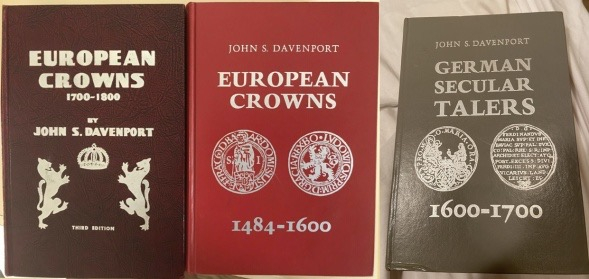 EUROPEAN
CROWNS
1700-1800
BY
JOHN S. DAVENPORT
THIRD EDITION
JOHN S. DAVENPORT
EUROPEAN
CROWNS
1484-1600
JOHN S. DAVENPORT
GERMAN
SECULAR
TALERS
1600-1700